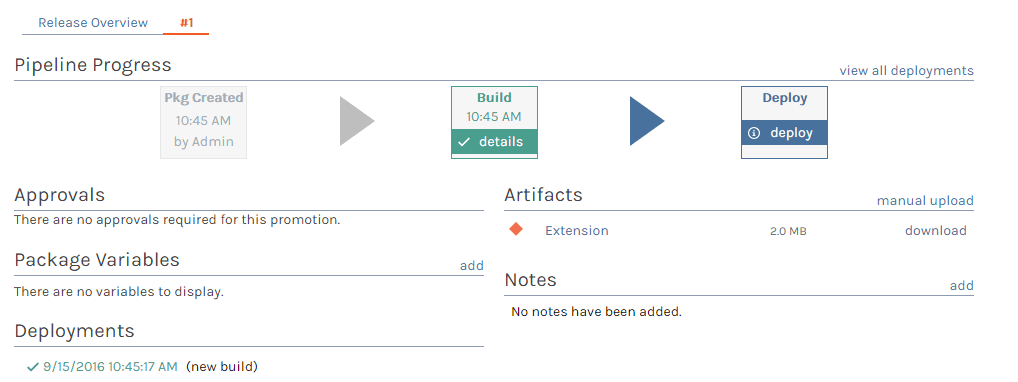 Release Overview #1
Pipeline Progress
view all deployments
Pkg Created
10:45 AM
by Admin
Build
10:45 AM
details
Deploy
deploy
Approvals
There are no approvals required for this promotion.
Package Variables add
There are no variables to display.
Deployments
9/15/2016 10:45:17 AM (new build)
Artifacts manual upload
Extension 2.0 MB download
Notes add
No notes have been added.